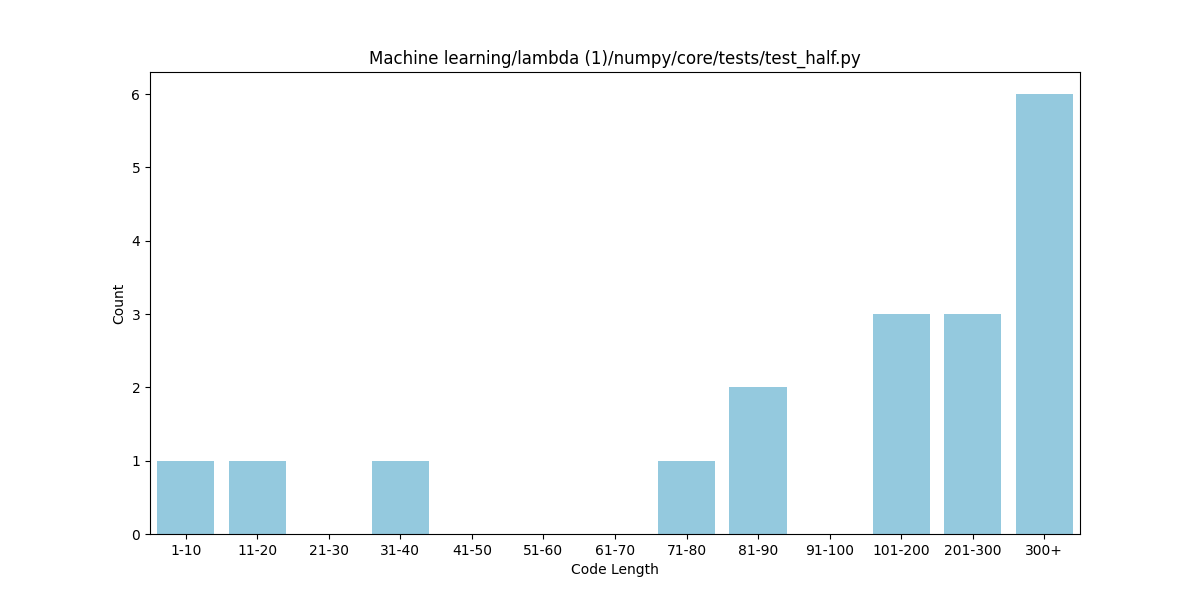 Machine learning/lambda (1)/numpy/core/tests/test_half.py
6
5
4
3
2
1
0
Count
1-10 11-20 21-30 31-40 41-50 51-60 61-70 71-80 81-90 91-100 101-200 201-300 300+
Code Length